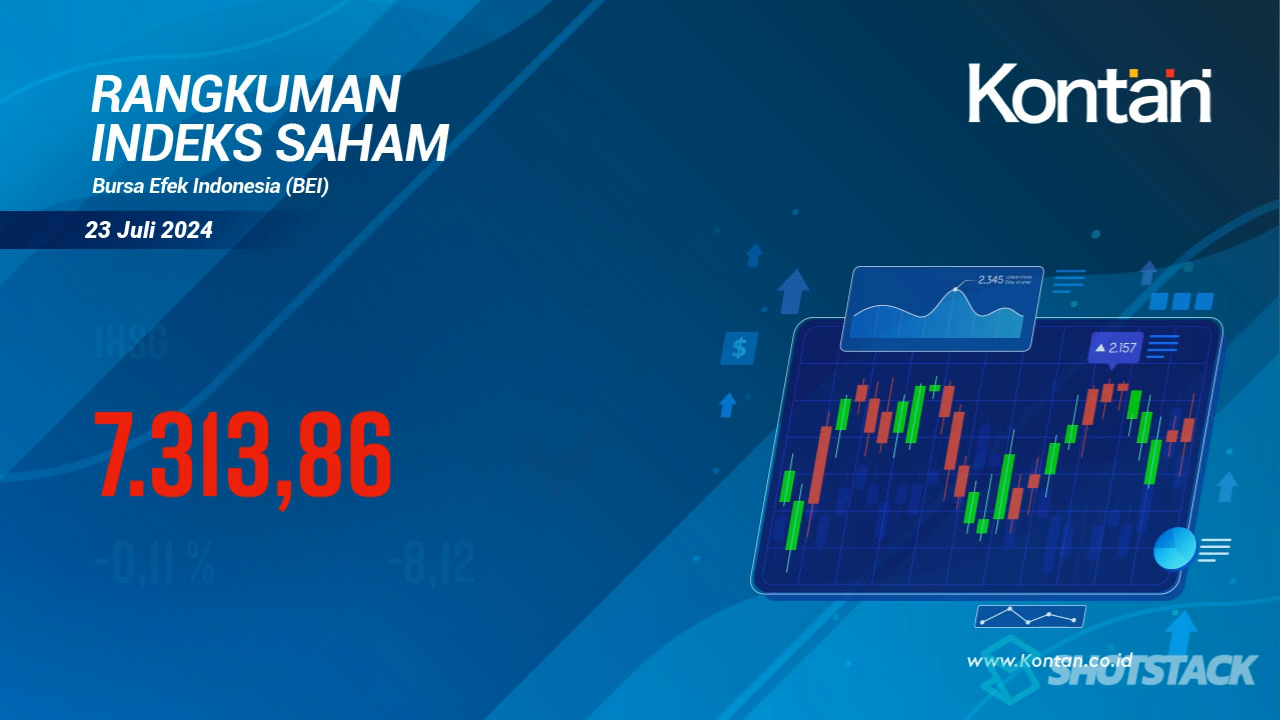 RANGKUMAN
INDEKS SAHAM
Bursa Efek Indonesia (BEI)
23 Juli 2024
Kontan
IHSG
7.313,86
-0,11 %
-8,12
2.345
2.157
$
www.Kontan.co.id
SHOTSTACK